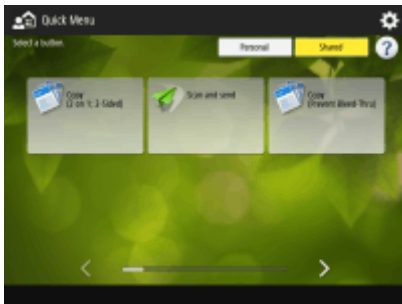 Quick Menu
Select a button.
Personal
Shared
?
Copy
(2 on 1: 2-Sided)
Scan and send
Copy
(Prevent Bleed-Thru)